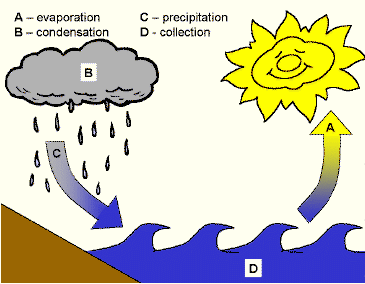 A – evaporation C – precipitation
B – condensation D - collection
B
A
C
D